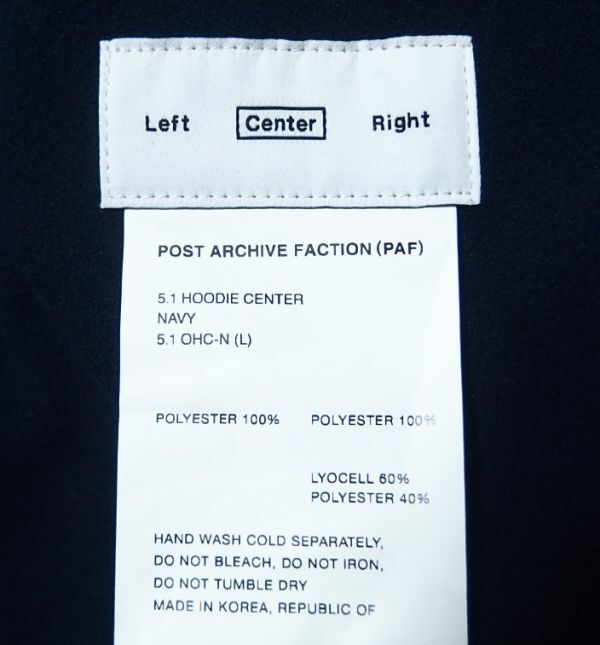 Left Center Right
POST ARCHIVE FACTION (PAF)
5.1 HOODIE CENTER
NAVY
5.1 OHC-N (L)
POLYESTER 100% POLYESTER 100%
LYOCELL 60%
POLYESTER 40%
HAND WASH COLD SEPARATELY,
DO NOT BLEACH, DO NOT IRON,
DO NOT TUMBLE DRY
MADE IN KOREA, REPUBLIC OF